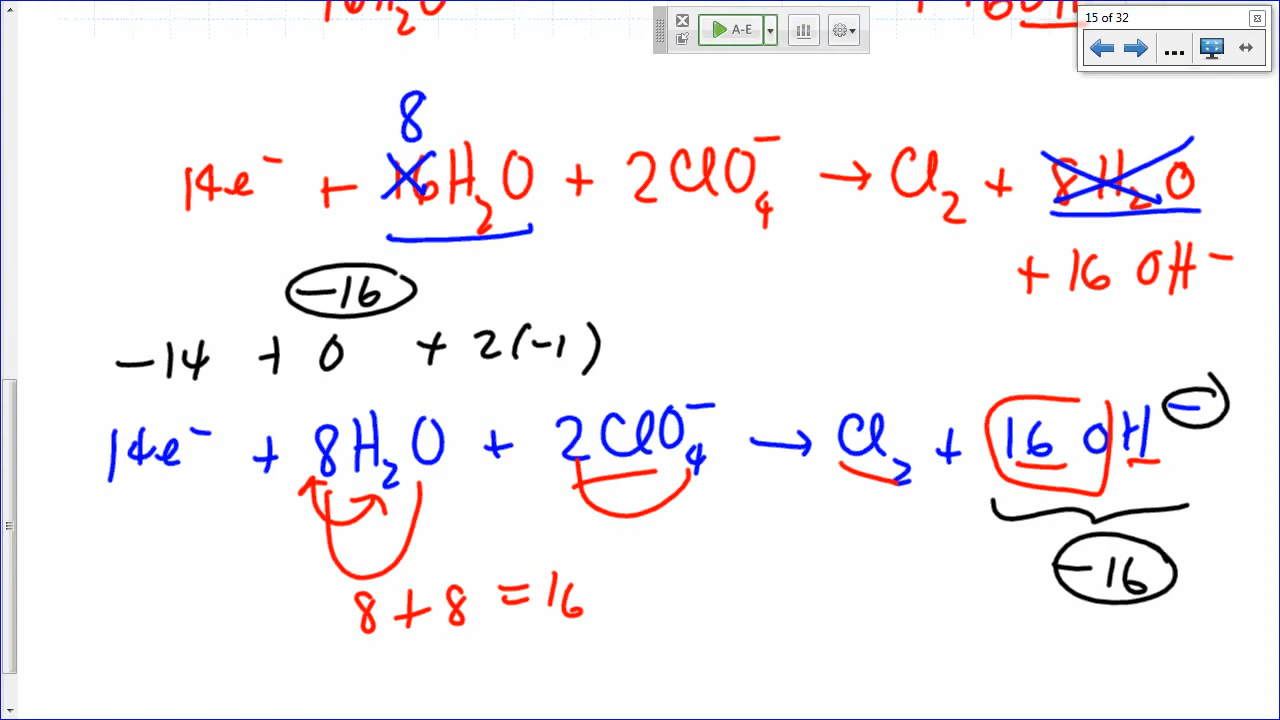 15 of 32
A-E
8
14e⁻ + 16H₂O + 2ClO₄⁻ → Cl₂ + 8H₂O
+ 16 OH⁻
-16
-14 + 0 + 2(-1)
14e⁻ + 8H₂O + 2ClO₄⁻ → Cl₂ + 16 OH⁻
-16
8 + 8 = 16